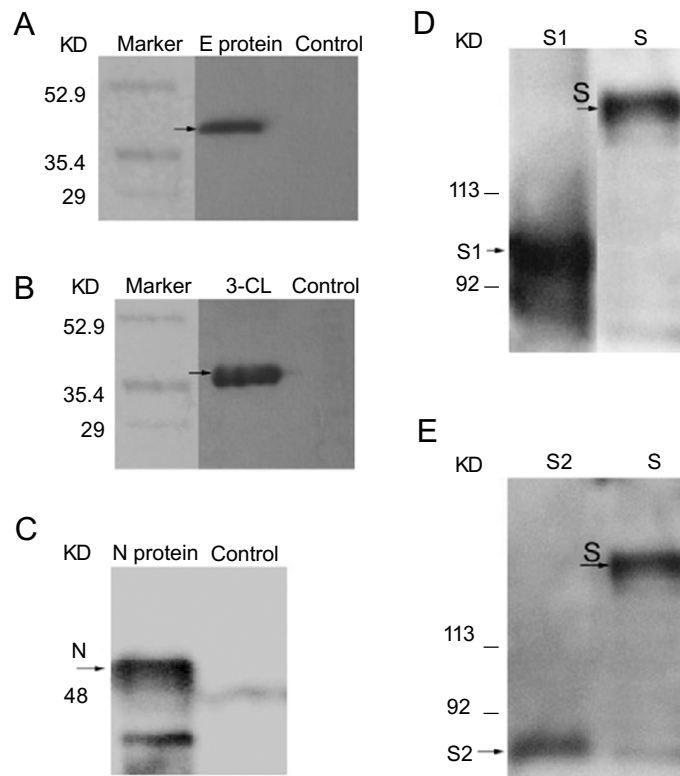 A
KD Marker E protein Control
52.9
35.4
29
B
KD Marker 3-CL Control
52.9
35.4
29
C
KD N protein Control
N
48
D
KD S1 S
S
113
S1
92
E
KD S2 S
S
113
92
S2